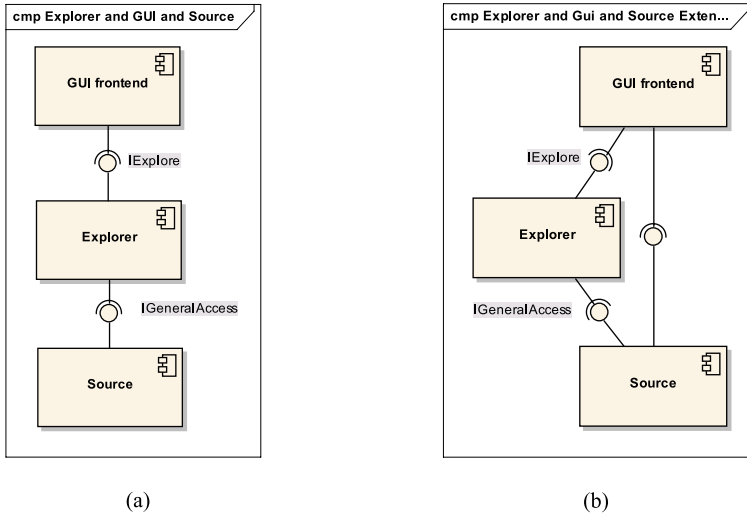 cmp Explorer and GUI and Source
GUI frontend
IExplore
Explorer
IGeneralAccess
Source
(a)
cmp Explorer and Gui and Source Exten...
GUI frontend
IExplore
Explorer
IGeneralAccess
Source
(b)